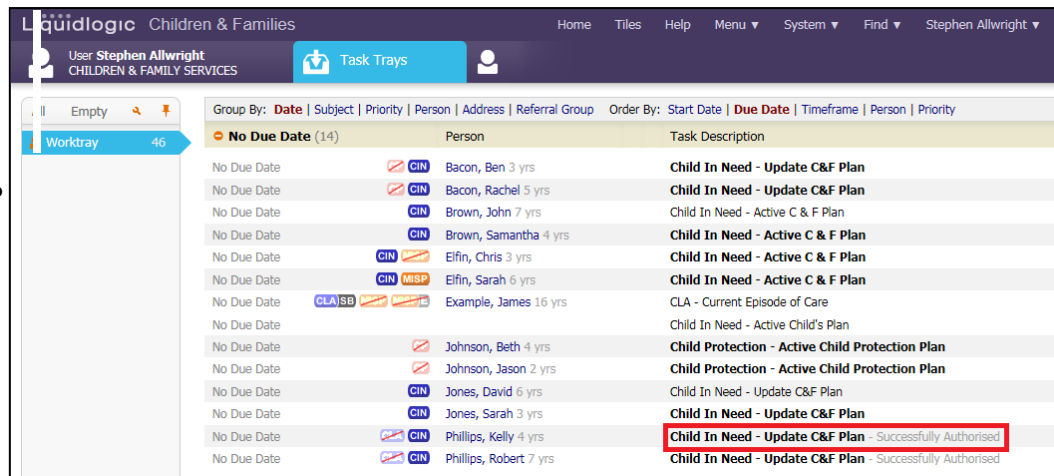 Liquidlogic Children & Families Home Tiles Help Menu ▼ System ▼ Find ▼ Stephen Allwright ▼
User Stephen Allwright
CHILDREN & FAMILY SERVICES
Task Trays
Empty
Worktray 46
Group By: Date | Subject | Priority | Person | Address | Referral Group Order By: Start Date | Due Date | Timeframe | Person | Priority
No Due Date (14) Person Task Description
No Due Date CIN Bacon, Ben 3 yrs Child In Need - Update C&F Plan
No Due Date CIN Bacon, Rachel 5 yrs Child In Need - Update C&F Plan
No Due Date CIN Brown, John 7 yrs Child In Need - Active C & F Plan
No Due Date CIN Brown, Samantha 4 yrs Child In Need - Active C & F Plan
No Due Date CIN Elfin, Chris 3 yrs Child In Need - Active C & F Plan
No Due Date CIN MISP Elfin, Sarah 6 yrs Child In Need - Active C & F Plan
No Due Date CLA SB Example, James 16 yrs CLA - Current Episode of Care
No Due Date Child In Need - Active Child's Plan
No Due Date Johnson, Beth 4 yrs Child Protection - Active Child Protection Plan
No Due Date Johnson, Jason 2 yrs Child Protection - Active Child Protection Plan
No Due Date CIN Jones, David 6 yrs Child In Need - Update C&F Plan
No Due Date CIN Jones, Sarah 3 yrs Child In Need - Update C&F Plan
No Due Date CIN Phillips, Kelly 4 yrs Child In Need - Update C&F Plan - Successfully Authorised
No Due Date CIN Phillips, Robert 7 yrs Child In Need - Update C&F Plan - Successfully Authorised